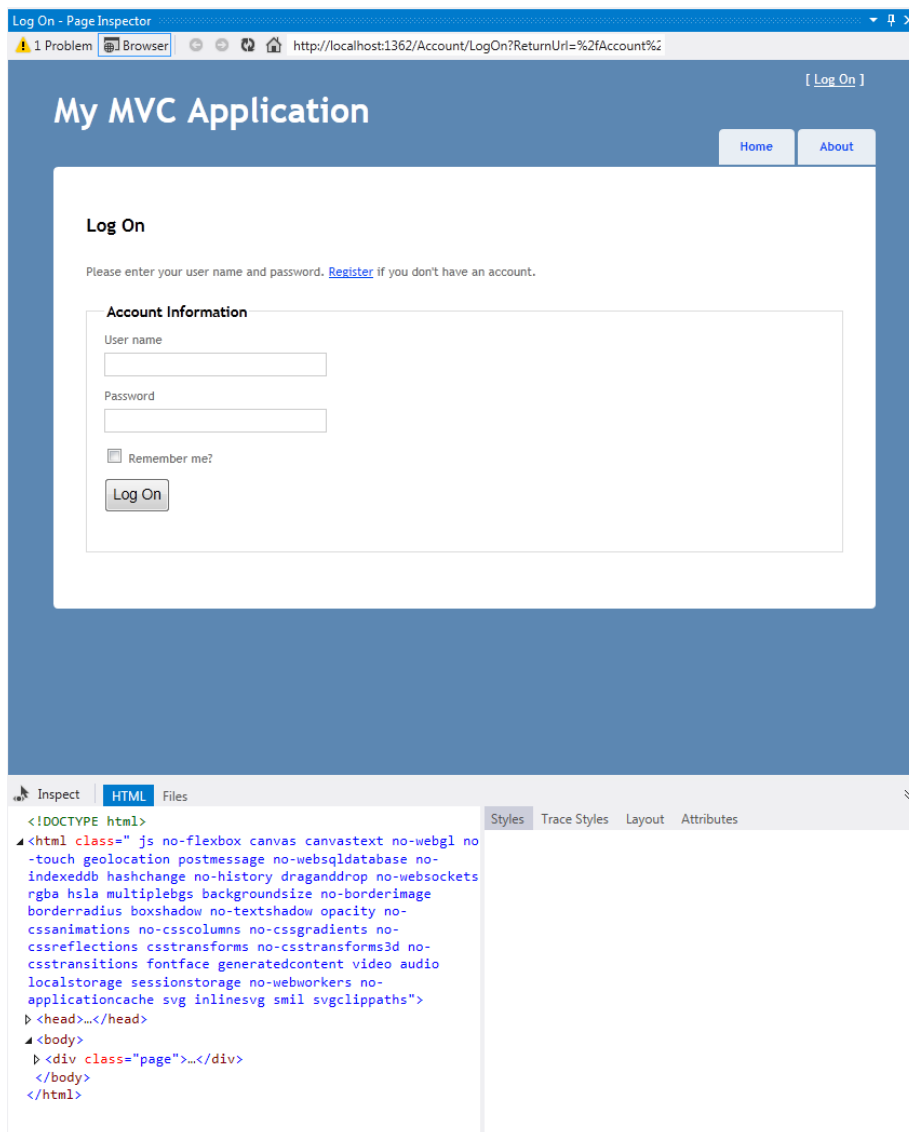 Log On - Page Inspector
1 Problem Browser http://localhost:1362/Account/LogOn?ReturnUrl=%2fAccount%2
[ Log On ]
My MVC Application
Home About
Log On
Please enter your user name and password. Register if you don't have an account.
Account Information
User name
Password
Remember me?
Log On
Inspect HTML Files
Styles Trace Styles Layout Attributes
<!DOCTYPE html>
<html class=" js no-flexbox canvas canvastext no-webgl no
-touch geolocation postmessage no-websqldatabase no-
indexeddb hashchange no-history draganddrop no-websockets
rgba hsla multiplebgs backgroundsize no-borderimage
borderradius boxshadow no-textshadow opacity no-
cssanimations no-csscolumns no-cssgradients no-
cssreflections csstransforms no-csstransforms3d no-
csstransitions fontface generatedcontent video audio
localstorage sessionstorage no-webworkers no-
applicationcache svg inlinesvg smil svgclippaths">
<head>…</head>
<body>
<div class="page">…</div>
</body>
</html>